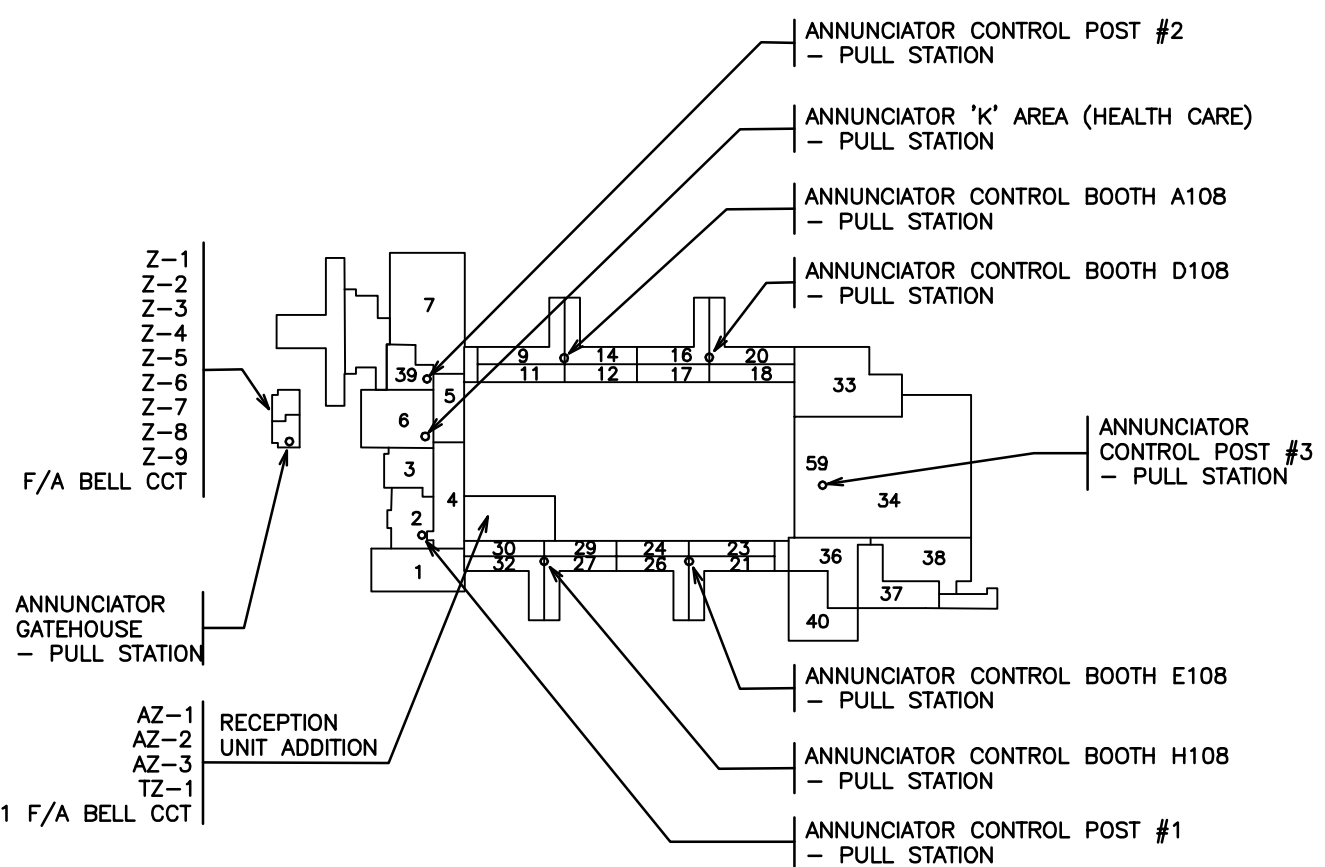 ANNUNCIATOR CONTROL POST #2
– PULL STATION
ANNUNCIATOR 'K' AREA (HEALTH CARE)
– PULL STATION
ANNUNCIATOR CONTROL BOOTH A108
– PULL STATION
ANNUNCIATOR CONTROL BOOTH D108
– PULL STATION
Z–1
Z–2
Z–3
Z–4
Z–5
Z–6
Z–7
Z–8
Z–9
F/A BELL CCT
7
9 14 16 20
39 11 12 17 18
33
5
6
3
59
4
34
2
30 29 24 23
32 27 26 21
36 38
1
37
40
ANNUNCIATOR
CONTROL POST #3
– PULL STATION
ANNUNCIATOR
GATEHOUSE
– PULL STATION
AZ–1
AZ–2
AZ–3
TZ–1
1 F/A BELL CCT
RECEPTION
UNIT ADDITION
ANNUNCIATOR CONTROL BOOTH E108
– PULL STATION
ANNUNCIATOR CONTROL BOOTH H108
– PULL STATION
ANNUNCIATOR CONTROL POST #1
– PULL STATION